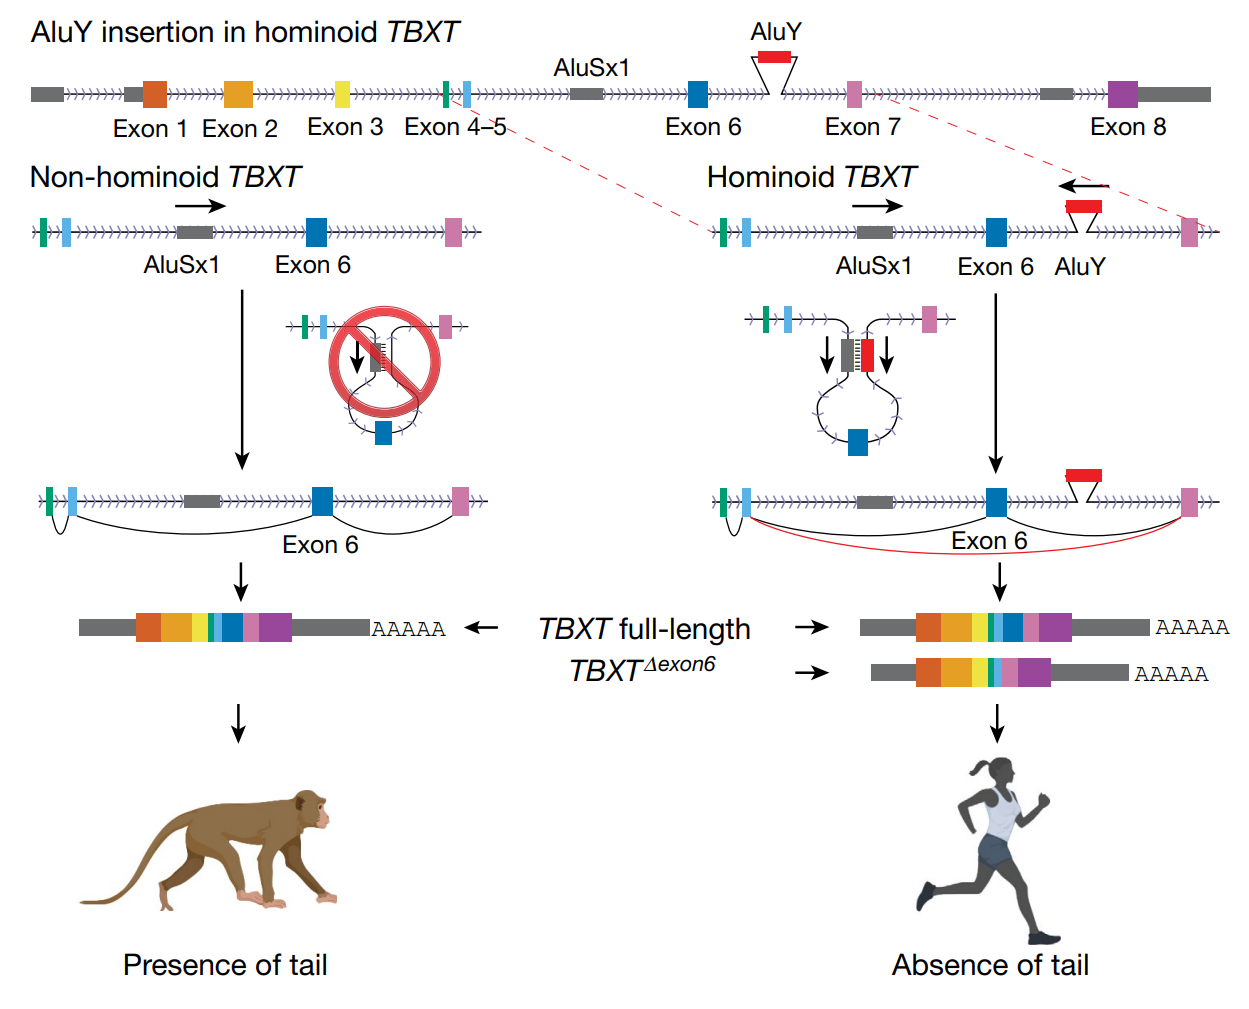 AluY insertion in hominoid TBXT
AluY
AluSx1
Exon 1 Exon 2 Exon 3 Exon 4–5 Exon 6 Exon 7 Exon 8
Non-hominoid TBXT
Hominoid TBXT
AluSx1 Exon 6
AluSx1 Exon 6 AluY
Exon 6
Exon 6
AAAAA
TBXT full-length
AAAAA
TBXTΔexon6
AAAAA
Presence of tail
Absence of tail